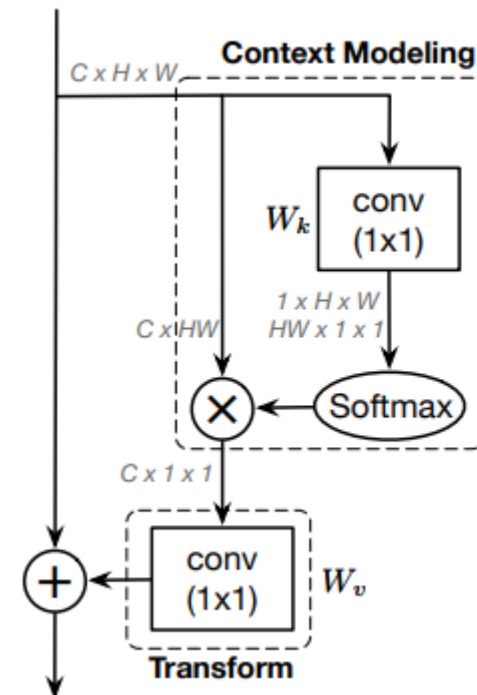 Context Modeling
C x H x W
W_k
conv
(1x1)
1 x H x W
HW x 1 x 1
C x HW
×
Softmax
C x 1 x 1
+
conv
(1x1)
W_v
Transform